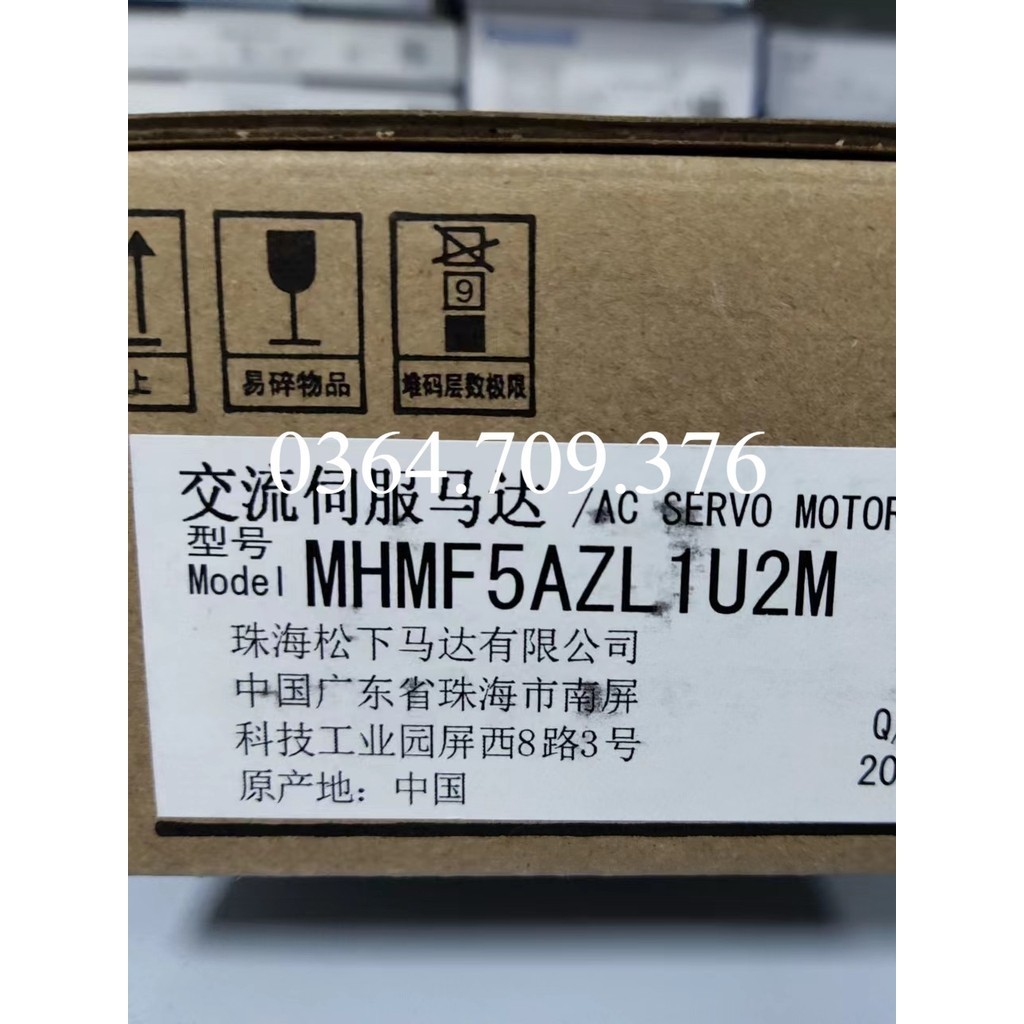 上
易碎物品
9
堆码层数极限
0364.709.376
交流伺服马达 /AC SERVO MOTOR
型号
Model MHMF5AZL1U2M
珠海松下马达有限公司
中国广东省珠海市南屏
科技工业园屏西8路3号
原产地：中国
Q/
20